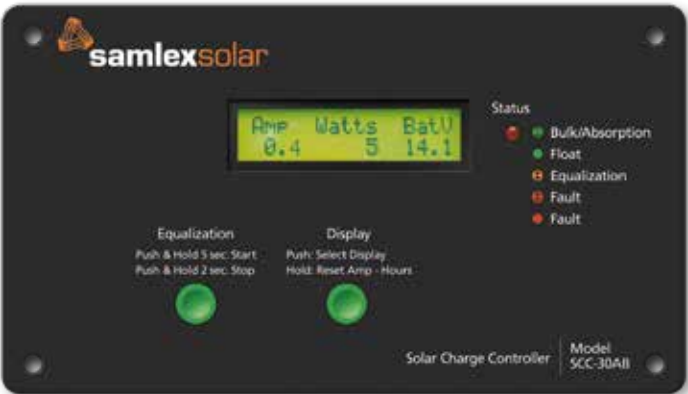 samlexsolar
Amp Watts BatV
0.4 5 14.1
Status
Bulk/Absorption
Float
Equalization
Fault
Fault
Equalization
Push & Hold 5 sec. Start
Push & Hold 2 sec. Stop
Display
Push: Select Display
Hold: Reset Amp - Hours
Solar Charge Controller
Model
SCC-30AB